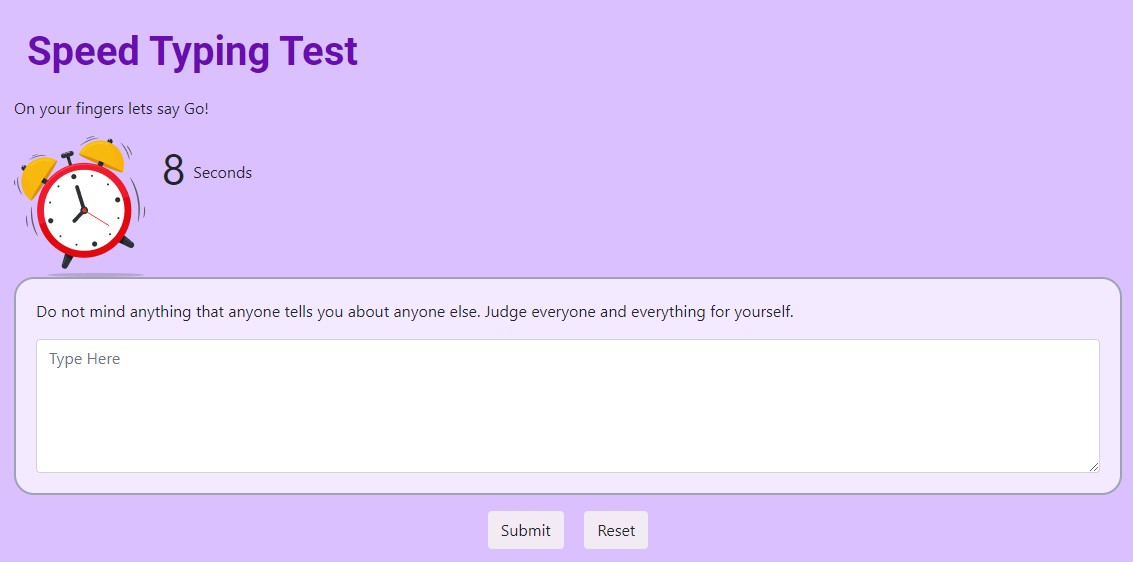 Speed Typing Test
On your fingers lets say Go!
8 Seconds
Do not mind anything that anyone tells you about anyone else. Judge everyone and everything for yourself.
Type Here
Submit Reset